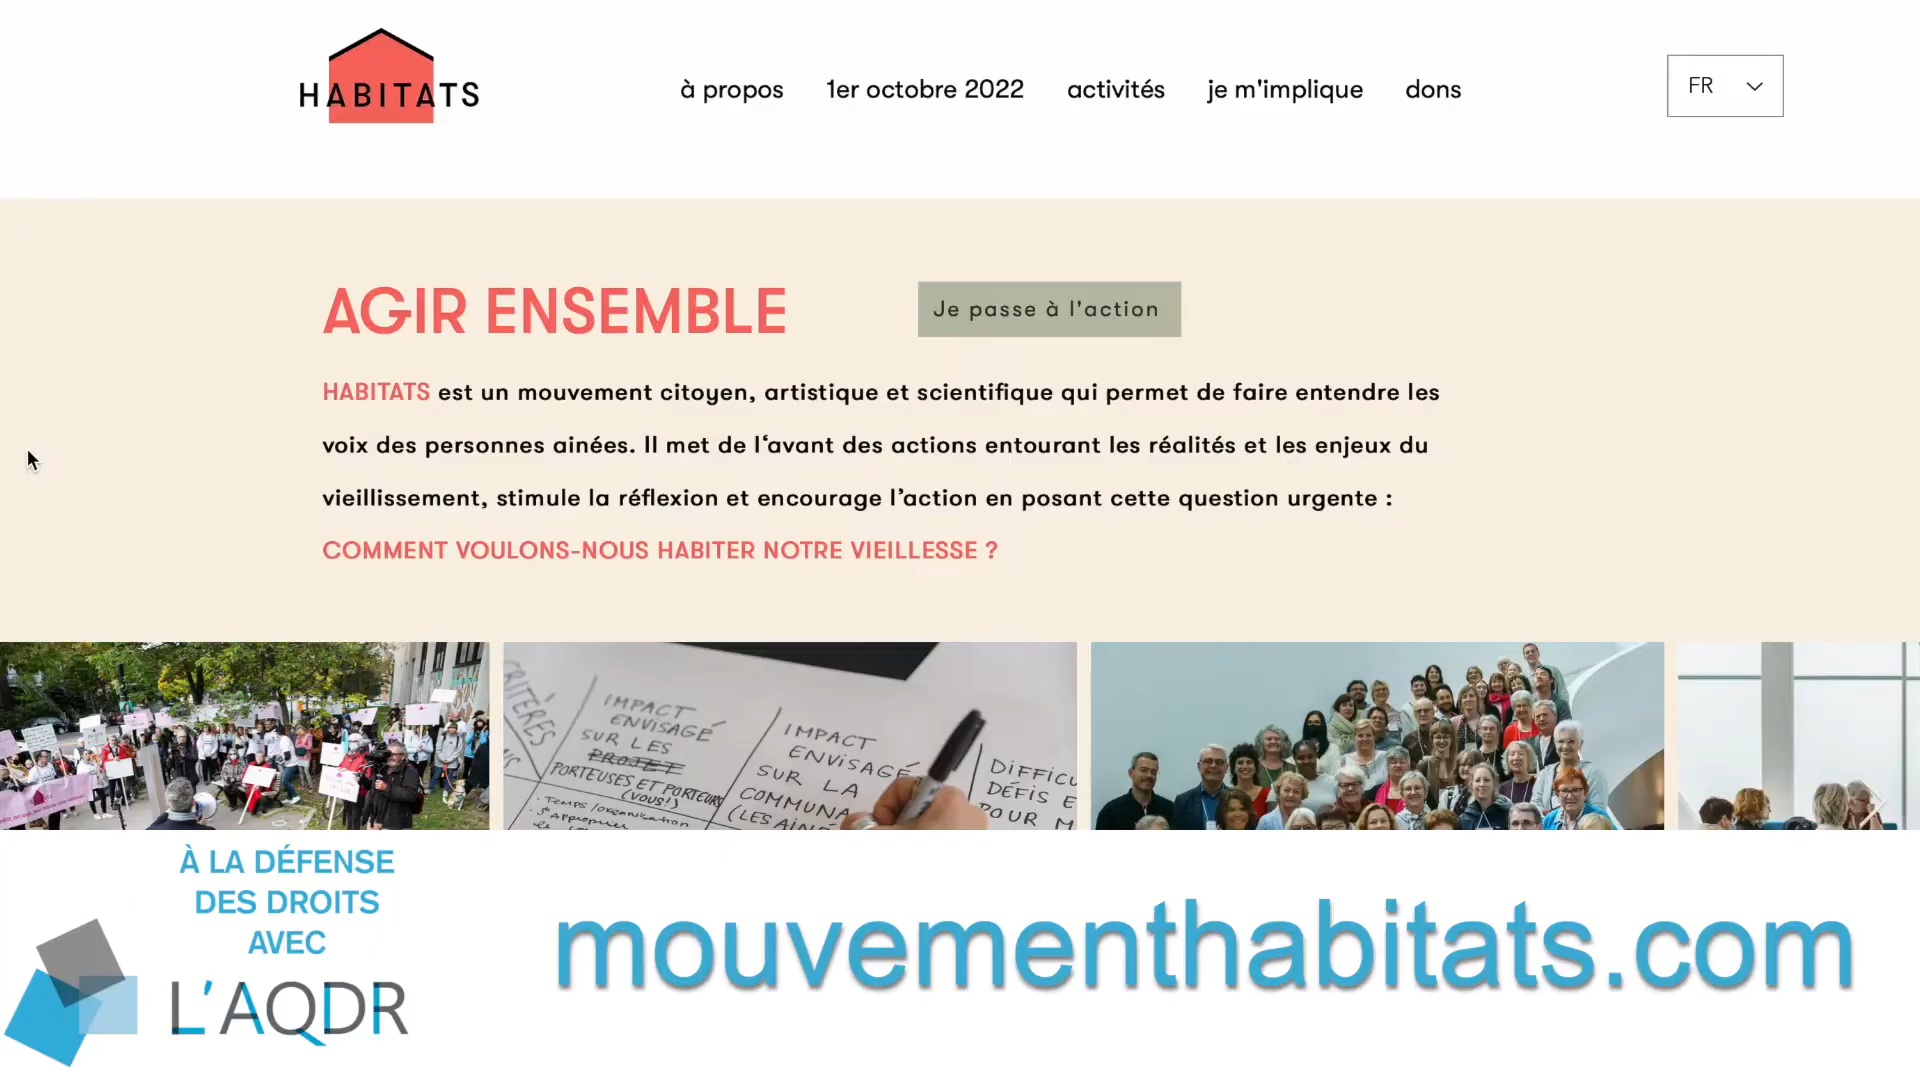 HABITATS
à propos
1er octobre 2022
activités
je m'implique
dons
FR
AGIR ENSEMBLE
Je passe à l'action
HABITATS est un mouvement citoyen, artistique et scientifique qui permet de faire entendre les
voix des personnes ainées. Il met de l‘avant des actions entourant les réalités et les enjeux du
vieillissement, stimule la réflexion et encourage l’action en posant cette question urgente :
COMMENT VOULONS-NOUS HABITER NOTRE VIEILLESSE ?
CRITÈRES
IMPACT
ENVISAGÉ
SUR LES
PROJET
PORTEUSES ET PORTEURS
(VOUS!)
IMPACT
ENVISAGÉ
SUR LA
COMMUNA
(LES AÎNÉ
DIFFICU
DÉFIS E
POUR M
À LA DÉFENSE
DES DROITS
AVEC
L'AQDR
mouvementhabitats.com